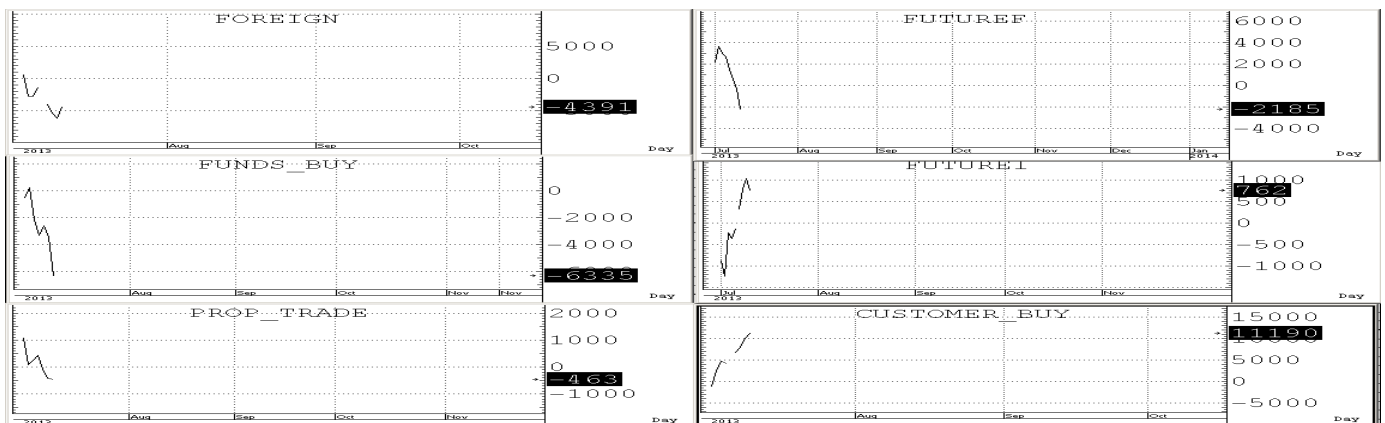 FOREIGN
5000
0
-4391
Aug
Sep
Oct
2013
Day
FUTUREF
6000
4000
2000
0
-2185
-4000
Jul
Aug
Sep
Oct
Nov
Dec
Jan
2013
2014
Day
FUNDS_BUY
0
-2000
-4000
-6335
Aug
Sep
Oct
Nov
Nov
2013
Day
FUTUREI
1000
762
500
0
-500
-1000
Jul
Aug
Sep
Oct
Nov
2013
Day
PROP_TRADE
2000
1000
0
-463
-1000
Aug
Sep
Oct
Nov
2013
Day
CUSTOMER_BUY
15000
11190
5000
0
-5000
Aug
Sep
Oct
2013
Day